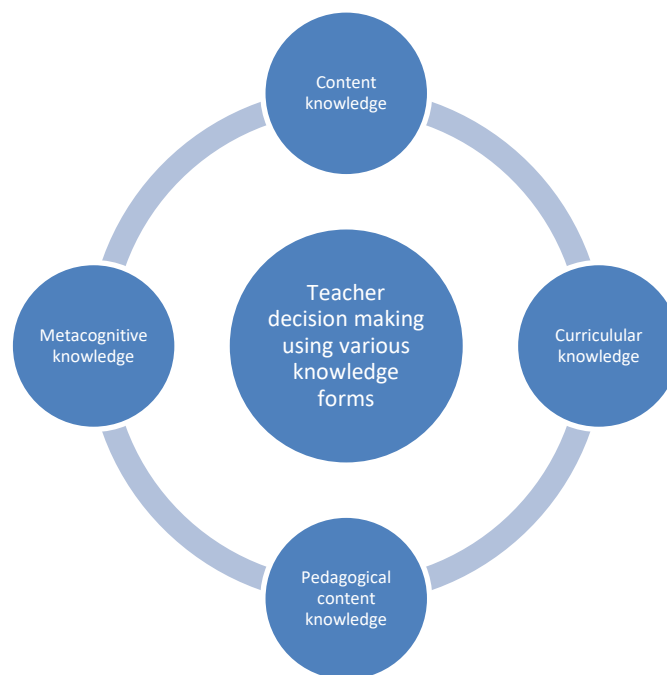 Content
knowledge
Teacher
decision making
using various
knowledge
forms
Metacognitive
knowledge
Curriculular
knowledge
Pedagogical
content
knowledge